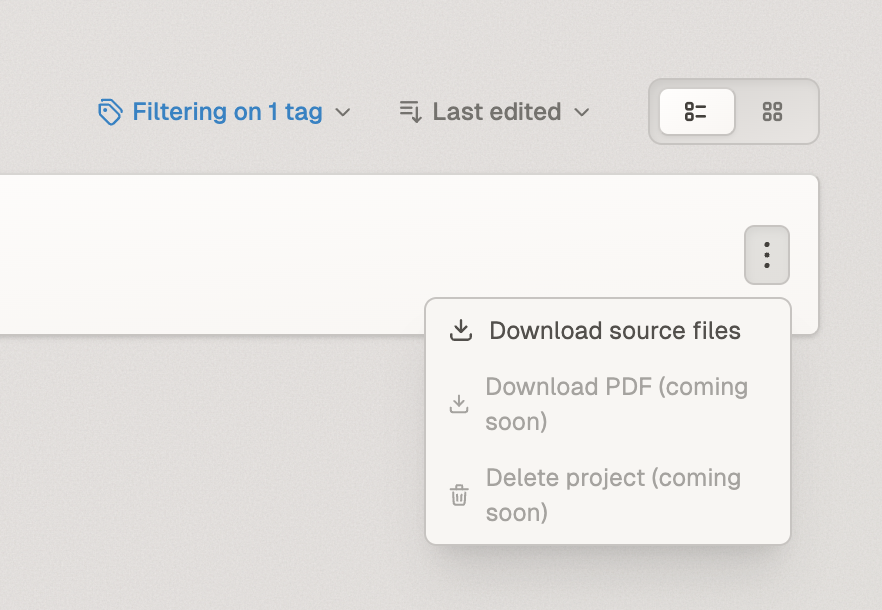 Filtering on 1 tag
Last edited
Download source files
Download PDF (coming
soon)
Delete project (coming
soon)